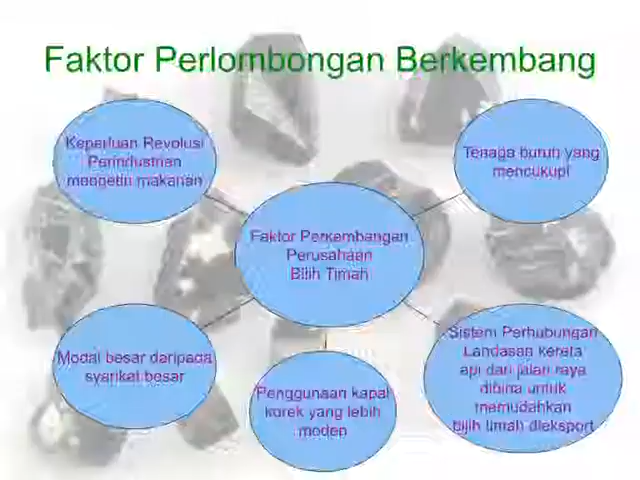 Faktor Perlombongan Berkembang
Keperluan Revolusi
Perindustrian
mengetin makanan
Tenaga buruh yang
mencukupi
Faktor Perkembangan
Perusahaan
Bijih Timah
Modal besar daripada
syarikat besar
Penggunaan kapal
korek yang lebih
moden
Sistem Perhubungan
Landasan kereta
api dan jalan raya
dibina untuk
memudahkan
bijih timah dieksport